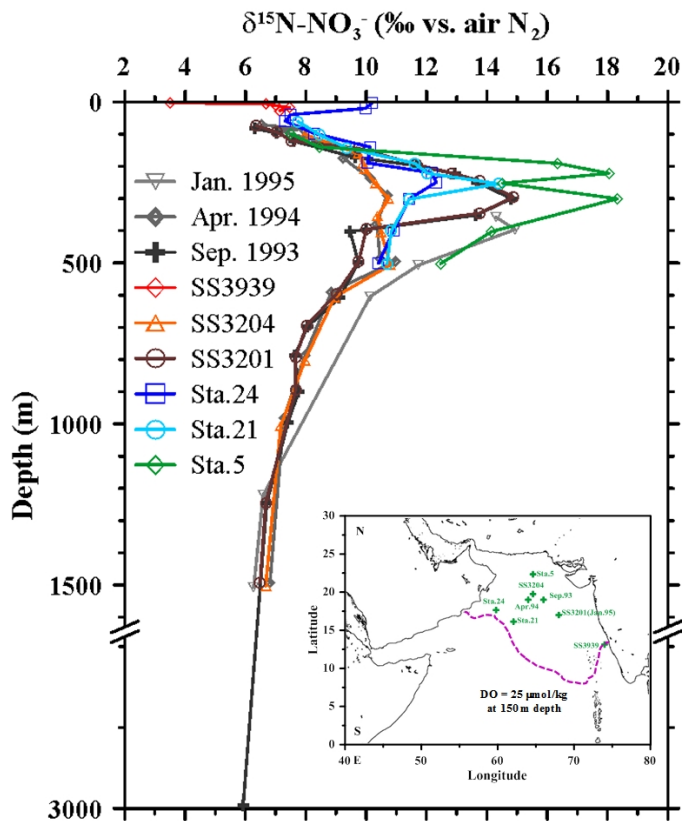 δ¹⁵N-NO₃⁻ (‰ vs. air N₂)
2 4 6 8 10 12 14 16 18 20
0
500
1000
1500
3000
Depth (m)
Jan. 1995
Apr. 1994
Sep. 1993
SS3939
SS3204
SS3201
Sta.24
Sta.21
Sta.5
30
25
20
15
10
5
0
Latitude
N
Sta.5
SS3204
Sta.24
Apr.94
Sep.93
Sta.21
SS3201(Jan.95)
SS3939
DO = 25 μmol/kg
at 150m depth
S
40 E 50 60 70 80
Longitude